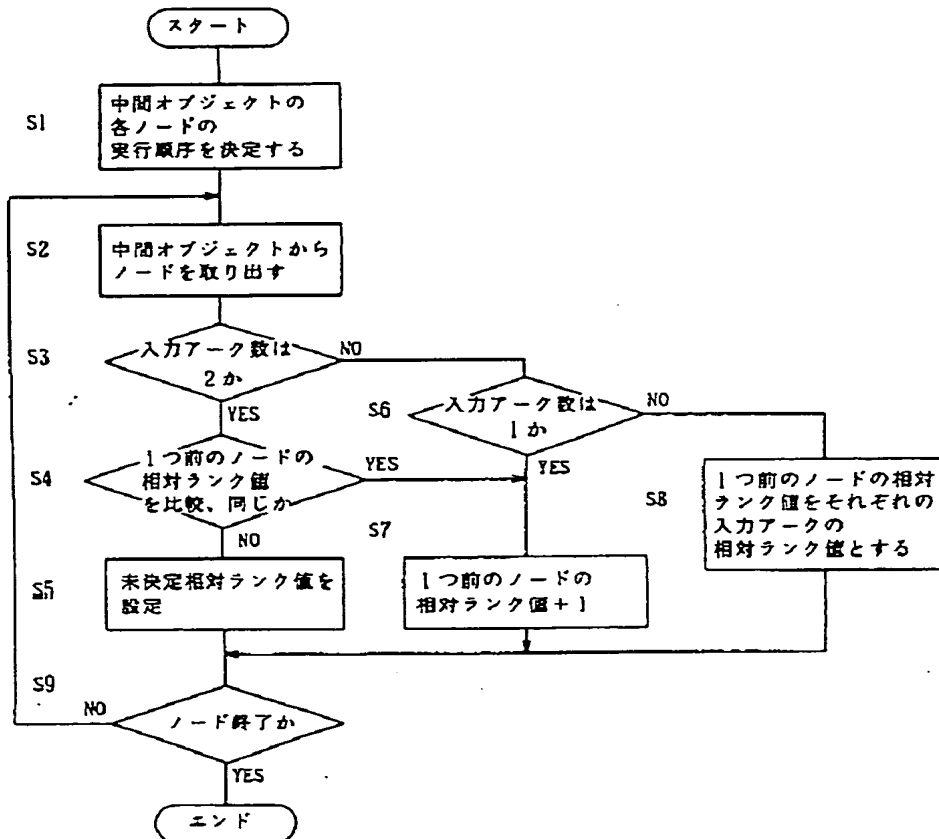 スタート
S1
中間オブジェクトの
各ノードの
実行順序を決定する
S2
中間オブジェクトから
ノードを取り出す
S3
入力アーク数は
2か
NO
YES
S6
入力アーク数は
1か
NO
YES
S4
1つ前のノードの
相対ランク値
を比較、同じか
YES
NO
S7
1つ前のノードの
相対ランク値+1
S8
1つ前のノードの相対
ランク値をそれぞれの
入力アークの
相対ランク値とする
S5
未決定相対ランク値を
設定
S9
NO
ノード終了か
YES
エンド